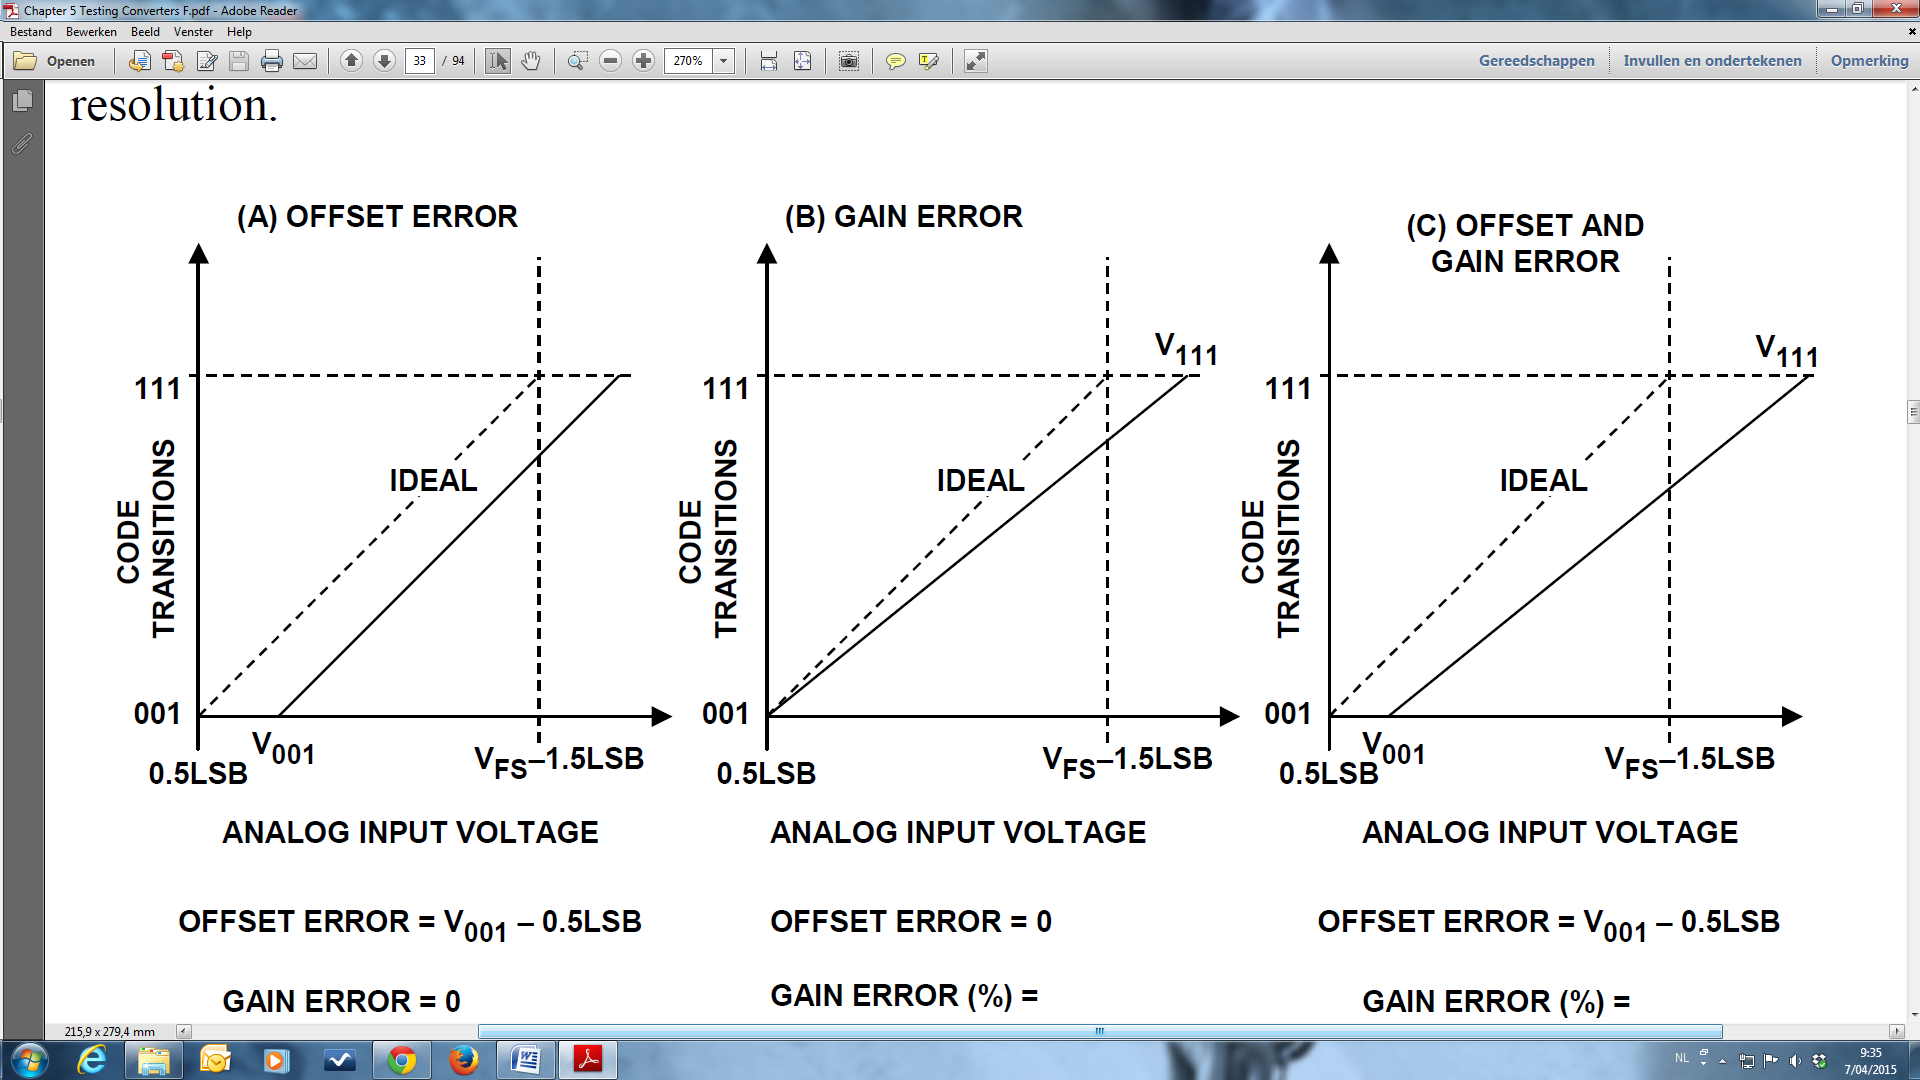 Chapter 5 Testing Converters F.pdf - Adobe Reader
Bestand Bewerken Beeld Venster Help
Openen 33 / 94 270% Gereedschappen Invullen en ondertekenen Opmerking
resolution.
(A) OFFSET ERROR
111
CODE TRANSITIONS
IDEAL
001
V001
0.5LSB
VFS–1.5LSB
ANALOG INPUT VOLTAGE
OFFSET ERROR = V001 – 0.5LSB
GAIN ERROR = 0
(B) GAIN ERROR
V111
111
CODE TRANSITIONS
IDEAL
001
0.5LSB
VFS–1.5LSB
ANALOG INPUT VOLTAGE
OFFSET ERROR = 0
GAIN ERROR (%) =
(C) OFFSET AND
GAIN ERROR
V111
111
CODE TRANSITIONS
IDEAL
001
V001
0.5LSB
VFS–1.5LSB
ANALOG INPUT VOLTAGE
OFFSET ERROR = V001 – 0.5LSB
GAIN ERROR (%) =
215,9 x 279,4 mm
NL
9:35
7/04/2015